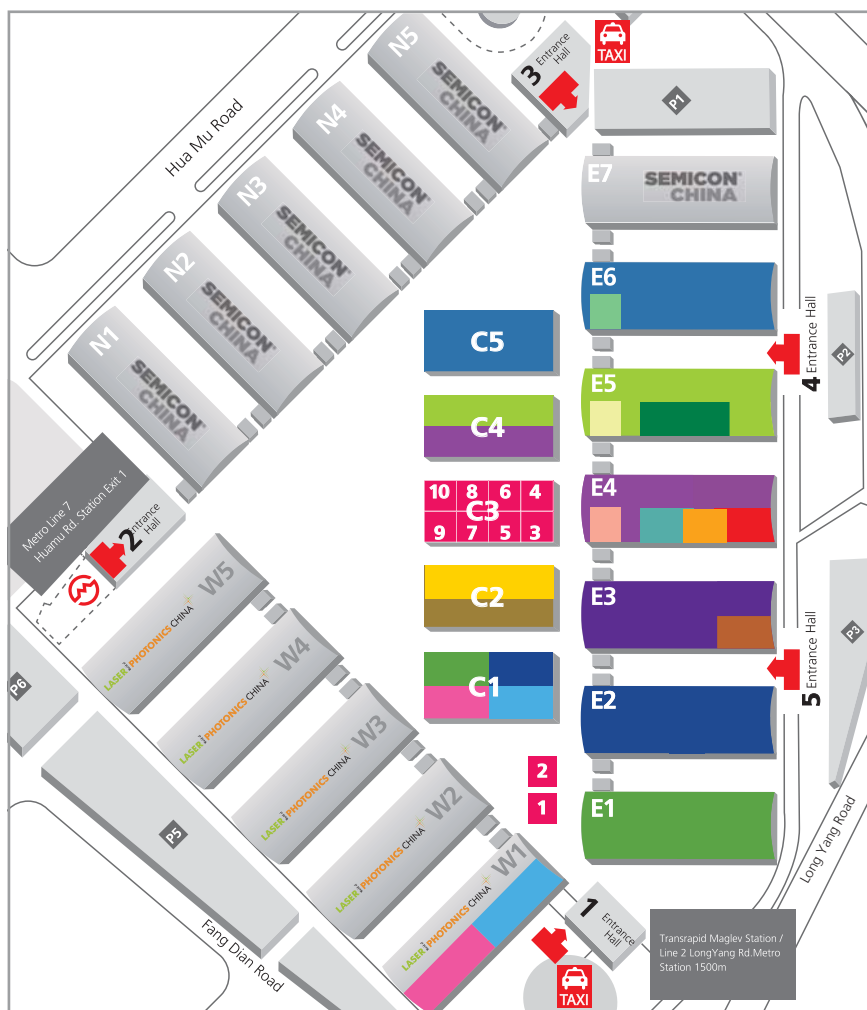 Hua Mu Road
N5
SEMICON
CHINA
N4
SEMICON
CHINA
N3
SEMICON
CHINA
N2
SEMICON
CHINA
N1
SEMICON
CHINA
3 Entrance
Hall
TAXI
P1
E7
SEMICON
CHINA
E6
4 Entrance Hall
P2
E5
E4
E3
5 Entrance Hall
P3
E2
E1
C5
C4
C3
10 8 6 4
9 7 5 3
C2
C1
2
1
Metro Line 7
Huamu Rd. Station Exit 1
2 Entrance
Hall
W5
LASER PHOTONICS CHINA
W4
LASER PHOTONICS CHINA
W3
LASER PHOTONICS CHINA
W2
LASER PHOTONICS CHINA
W1
LASER PHOTONICS CHINA
P6
P5
Fang Dian Road
1 Entrance
Hall
TAXI
Long Yang Road
Transrapid Maglev Station /
Line 2 LongYang Rd.Metro
Station 1500m